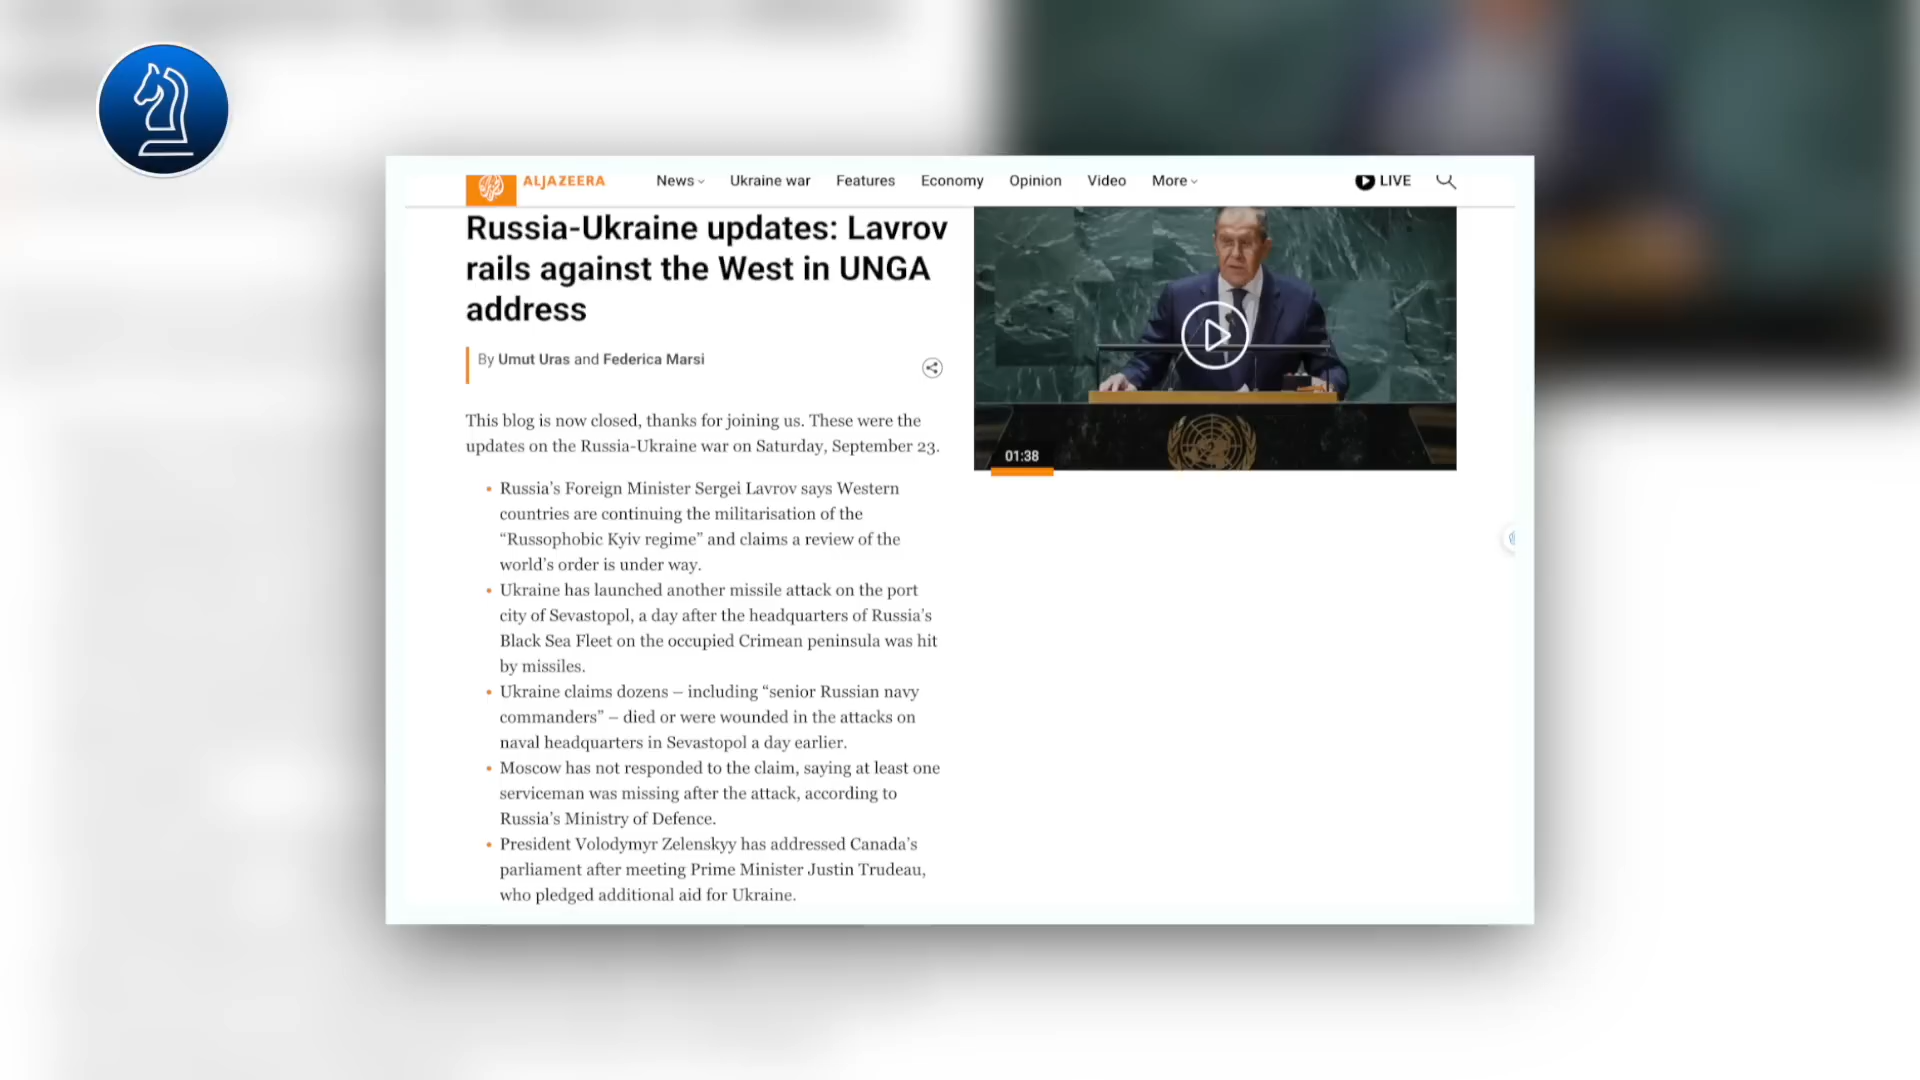 ALJAZEERA
News
Ukraine war
Features
Economy
Opinion
Video
More
LIVE
Russia-Ukraine updates: Lavrov
rails against the West in UNGA
address
By Umut Uras and Federica Marsi
This blog is now closed, thanks for joining us. These were the
updates on the Russia-Ukraine war on Saturday, September 23.
• Russia’s Foreign Minister Sergei Lavrov says Western
countries are continuing the militarisation of the
“Russophobic Kyiv regime” and claims a review of the
world’s order is under way.
• Ukraine has launched another missile attack on the port
city of Sevastopol, a day after the headquarters of Russia’s
Black Sea Fleet on the occupied Crimean peninsula was hit
by missiles.
• Ukraine claims dozens – including “senior Russian navy
commanders” – died or were wounded in the attacks on
naval headquarters in Sevastopol a day earlier.
• Moscow has not responded to the claim, saying at least one
serviceman was missing after the attack, according to
Russia’s Ministry of Defence.
• President Volodymyr Zelenskyy has addressed Canada’s
parliament after meeting Prime Minister Justin Trudeau,
who pledged additional aid for Ukraine.
01:38